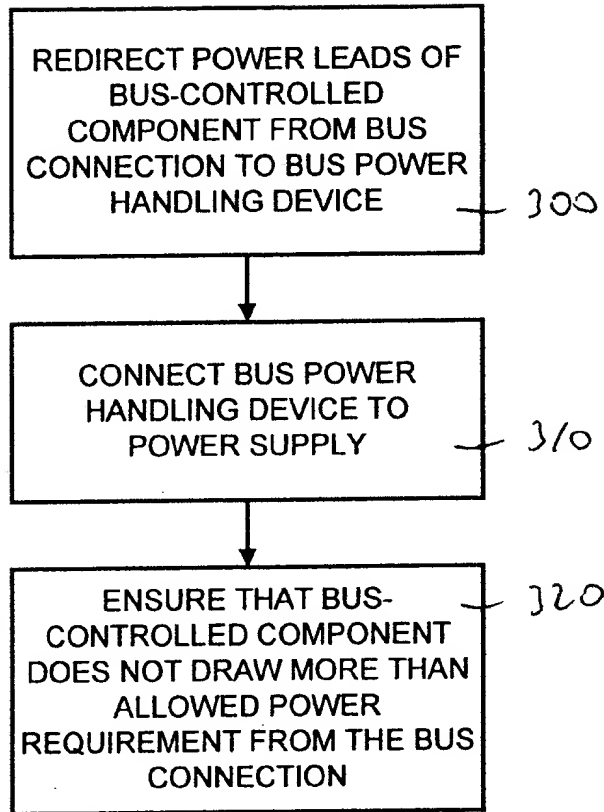 REDIRECT POWER LEADS OF
BUS-CONTROLLED
COMPONENT FROM BUS
CONNECTION TO BUS POWER
HANDLING DEVICE
300
CONNECT BUS POWER
HANDLING DEVICE TO
POWER SUPPLY
310
ENSURE THAT BUS-
320
CONTROLLED COMPONENT
DOES NOT DRAW MORE THAN
ALLOWED POWER
REQUIREMENT FROM THE BUS
CONNECTION